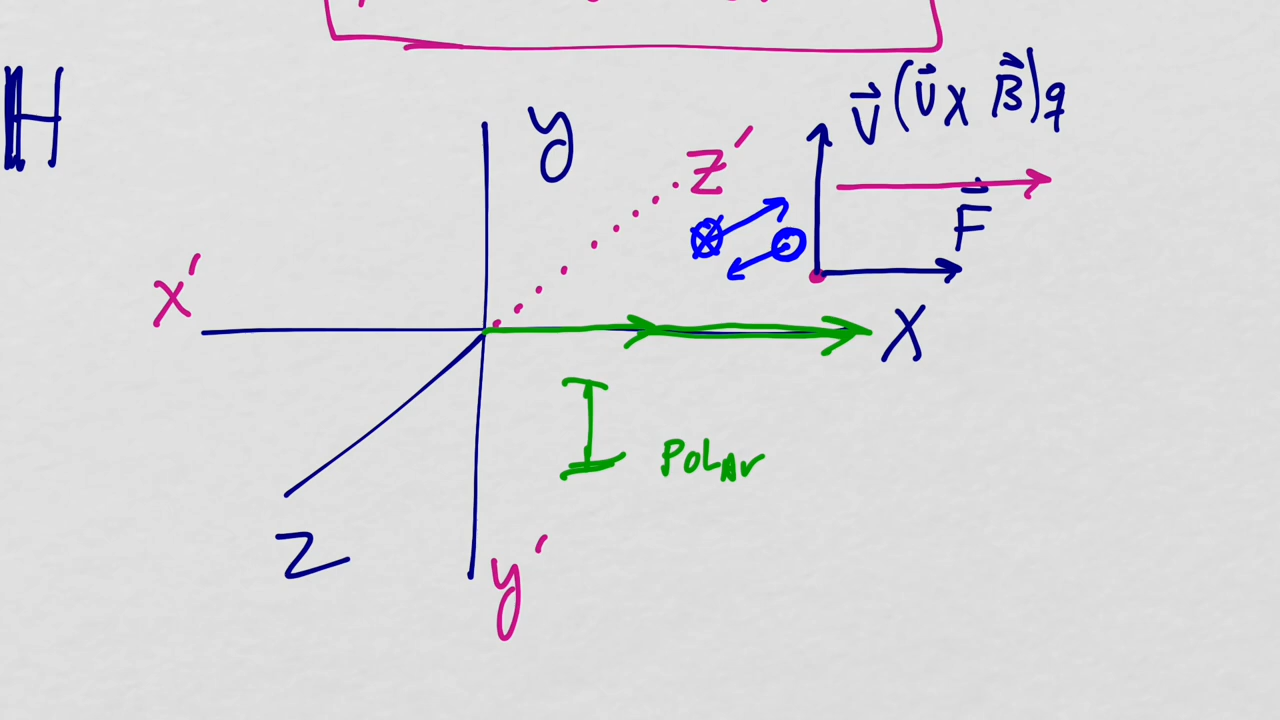 H
y
z'
V⃗ (v⃗ x B⃗)q
F⃗
x'
X
I POLAr
Z
y'